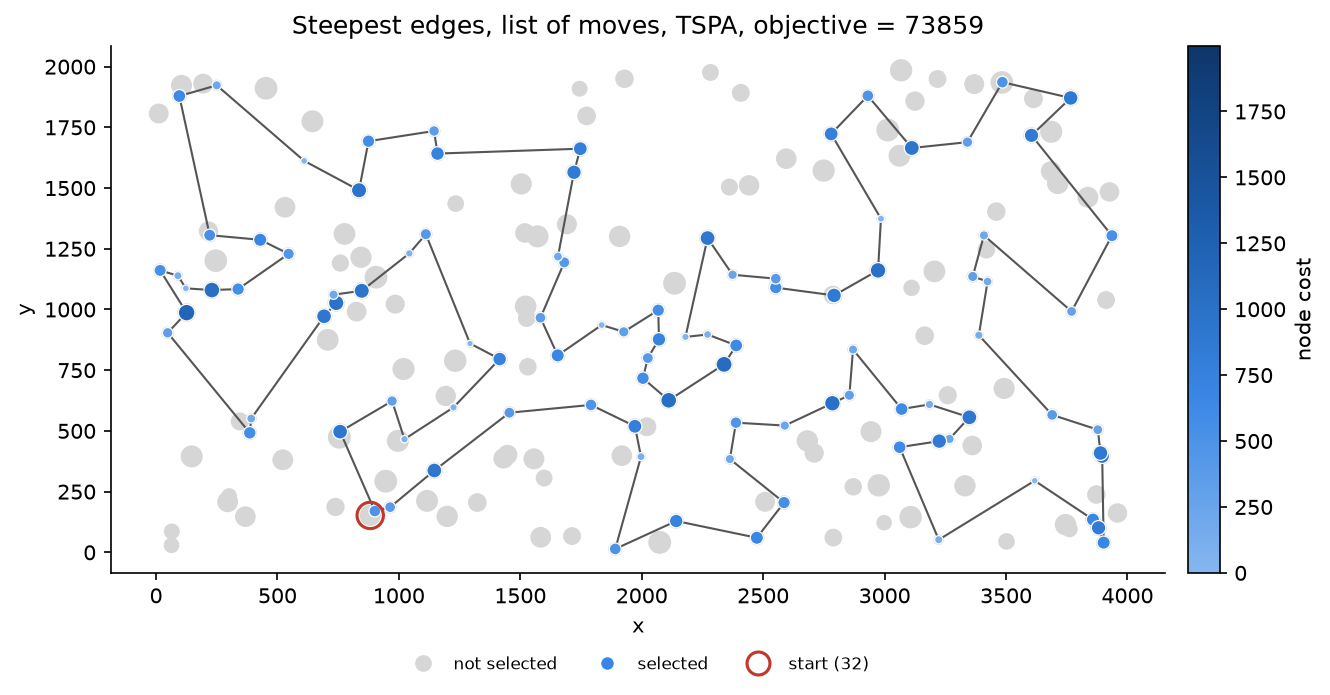 Steepest edges, list of moves, TSPA, objective = 73859
2000
1750
1500
1250
1000
750
500
250
0
y
0 500 1000 1500 2000 2500 3000 3500 4000
x
1750
1500
1250
1000
750
500
250
0
node cost
not selected selected start (32)